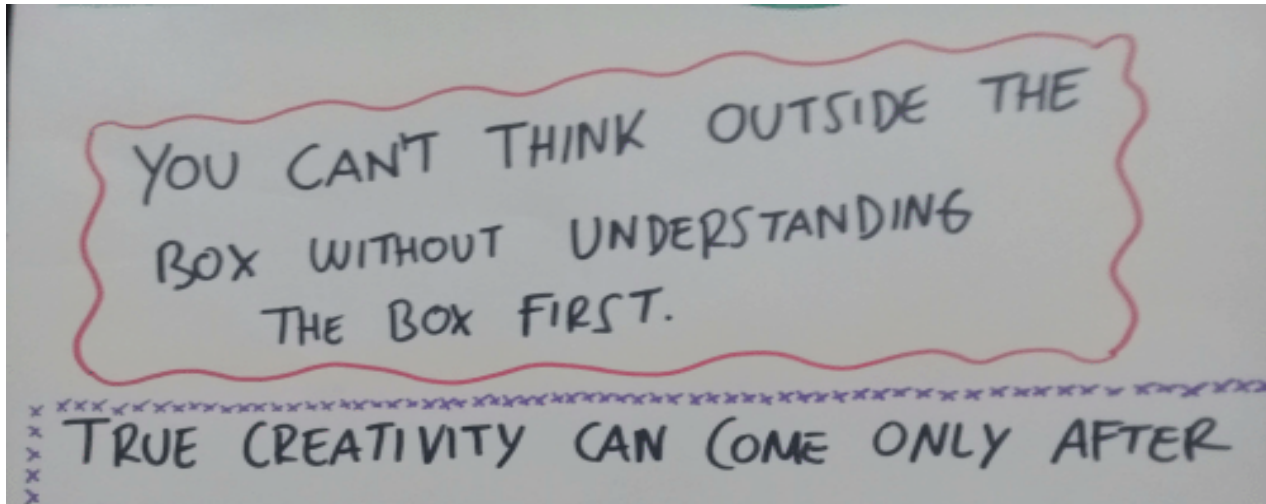 YOU CAN'T THINK OUTSIDE THE
BOX WITHOUT UNDERSTANDING
THE BOX FIRST.
TRUE CREATIVITY CAN COME ONLY AFTER